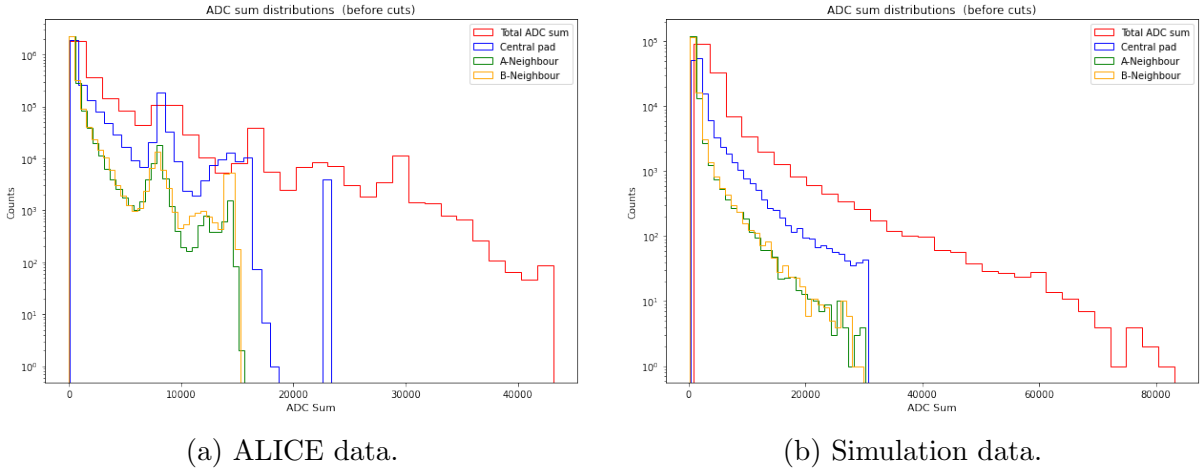 ADC sum distributions (before cuts)
Total ADC sum
Central pad
A-Neighbour
B-Neighbour
Counts
10^6
10^5
10^4
10^3
10^2
10^1
10^0
0 10000 20000 30000 40000
ADC Sum
(a) ALICE data.
ADC sum distributions (before cuts)
Total ADC sum
Central pad
A-Neighbour
B-Neighbour
Counts
10^5
10^4
10^3
10^2
10^1
10^0
0 20000 40000 60000 80000
ADC Sum
(b) Simulation data.